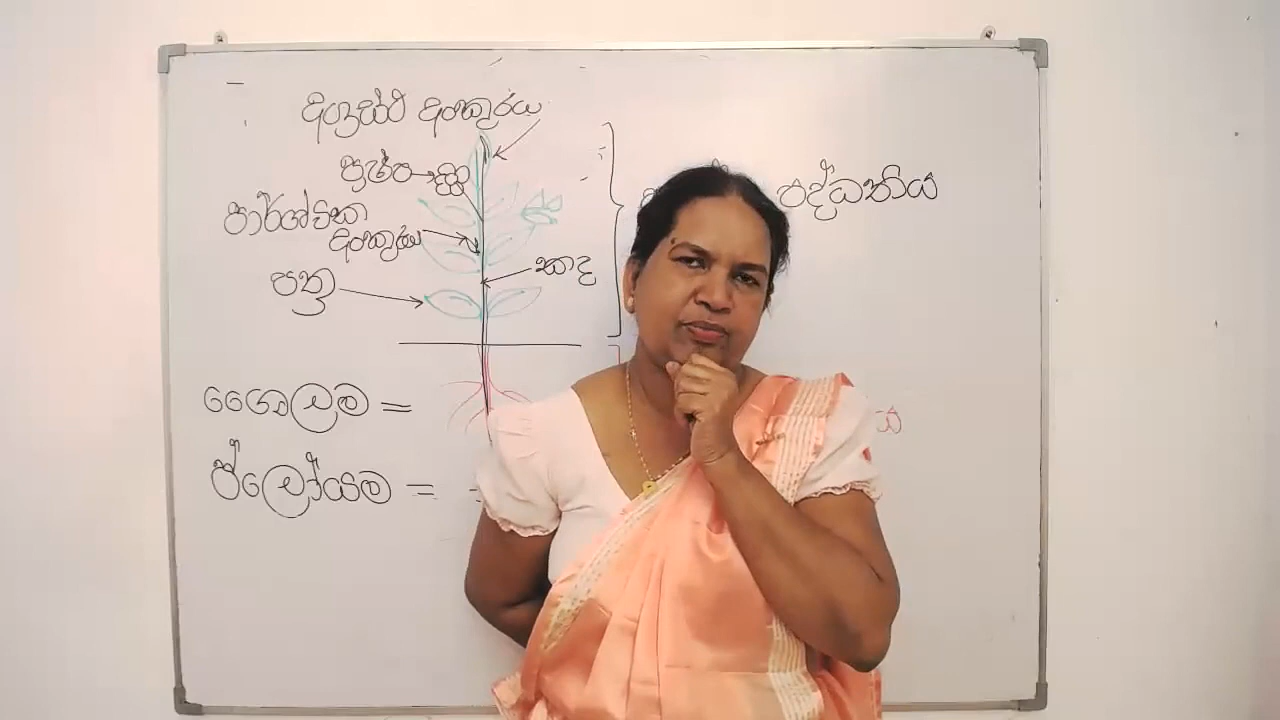 අග්‍රස්ථ අංකුරය
පුෂ්ප
පාර්ශ්වික
අංකුරය
පත්‍ර
කඳ
පද්ධතිය
ශෛලම =
ප්ලෝයම =